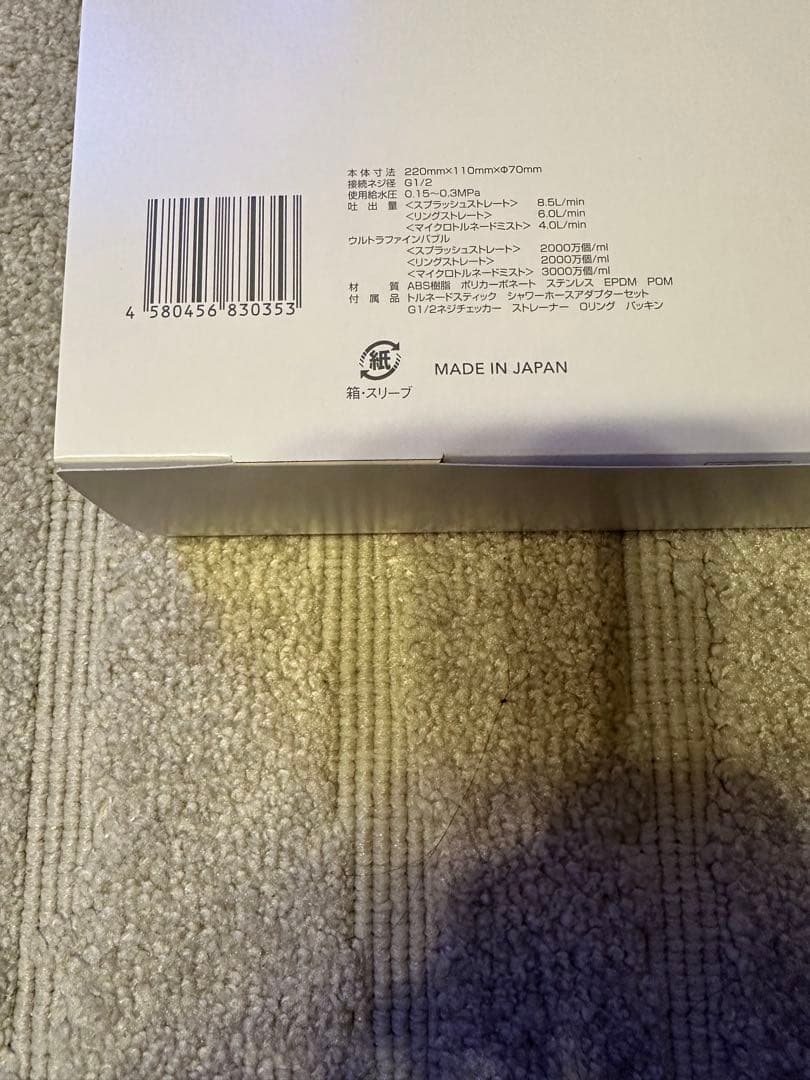 本体寸法 220mm×110mm×Φ70mm
接続ネジ径 G1/2
使用給水圧 0.15～0.3MPa
吐出量 <スプラッシュストレート> 8.5L/min
<リングストレート> 6.0L/min
<マイクロトルネードミスト> 4.0L/min
ウルトラファインバブル
<スプラッシュストレート> 2000万個/ml
<リングストレート> 2000万個/ml
<マイクロトルネードミスト> 3000万個/ml
材質 ABS樹脂 ポリカーボネート ステンレス EPDM POM
付属品 トルネードスティック シャワーホースアダプターセット
G1/2ネジチェッカー ストレーナー Oリング パッキン
4 580456 830353
紙
箱・スリーブ
MADE IN JAPAN